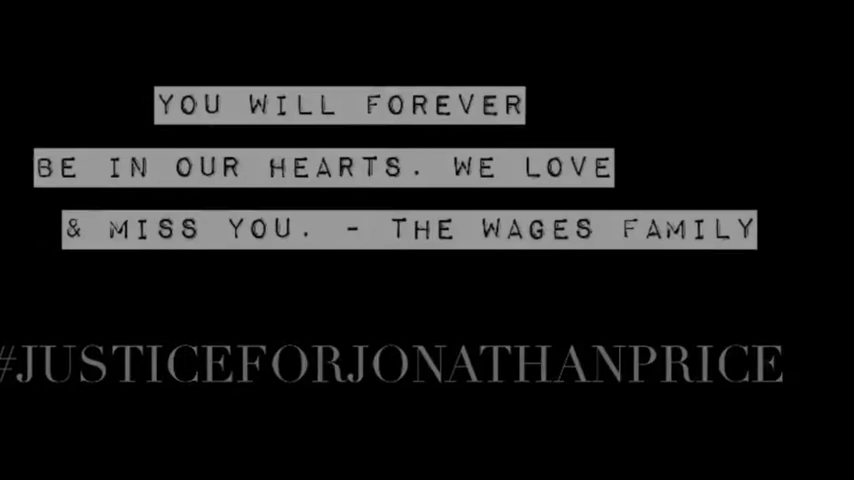 YOU WILL FOREVER
BE IN OUR HEARTS. WE LOVE
& MISS YOU. - THE WAGES FAMILY
#JUSTICEFORJONATHANPRICE